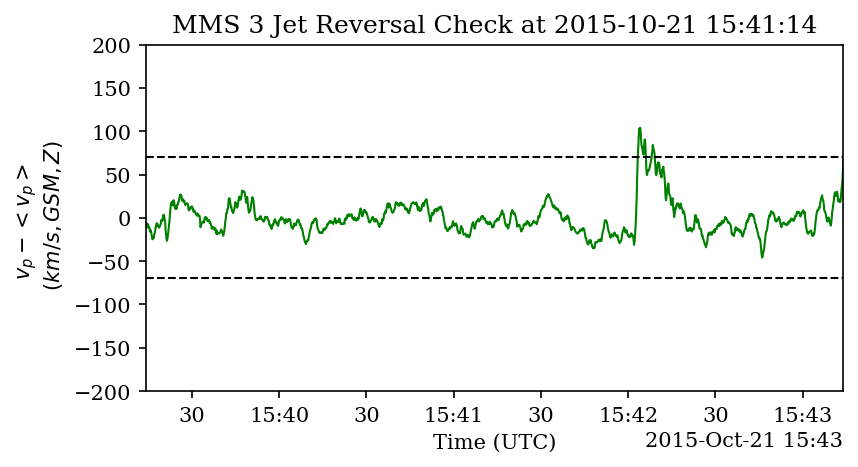 MMS 3 Jet Reversal Check at 2015-10-21 15:41:14
v_p − < v_p >
(km/s, GSM, Z)
200
150
100
50
0
−50
−100
−150
−200
30 15:40 30 15:41 30 15:42 30 15:43
Time (UTC)
2015-Oct-21 15:43